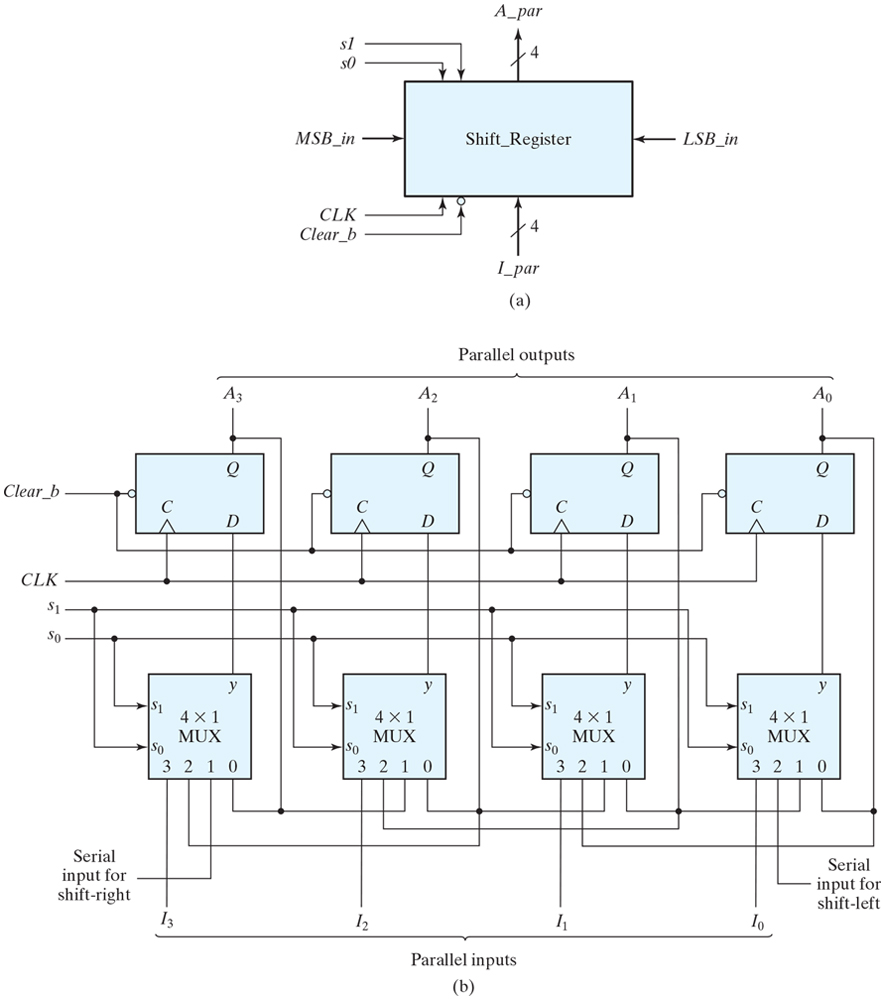 A_par
s1
4
s0
MSB_in
Shift_Register
LSB_in
CLK
4
Clear_b
I_par
(a)
Parallel outputs
A3 A2 A1 A0
Q Q Q Q
Clear_b
C D C D C D C D
CLK
s1
s0
y y y y
s1 s1 s1 s1
4 × 1 4 × 1 4 × 1 4 × 1
MUX MUX MUX MUX
s0 s0 s0 s0
3 2 1 0 3 2 1 0 3 2 1 0 3 2 1 0
Serial
input for
shift-right
Serial
input for
shift-left
I3 I2 I1 I0
Parallel inputs
(b)